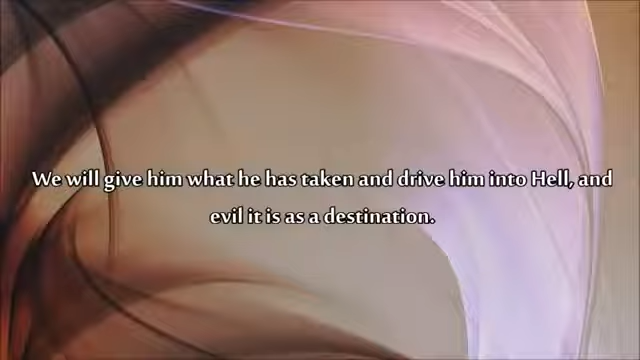 We will give him what he has taken and drive him into Hell, and
evil it is as a destination.